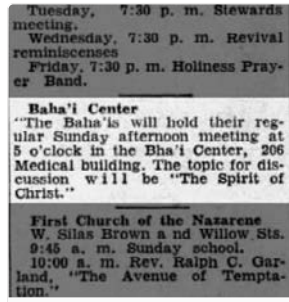 Tuesday, 7:30 p. m. Stewards
meeting.
Wednesday, 7:30 p. m. Revival
reminiscenses
Friday, 7:30 p. m. Holiness Pray-
er Band.
Baha'i Center
"The Baha'is will hold their reg-
ular Sunday afternoon meeting at
5 o'clock in the Bha'i Center, 206
Medical building. The topic for dis-
cussion will be "The Spirit of
Christ."
First Church of the Nazarene
W. Silas Brown a nd Willow Sts.
9:45 a. m. Sunday school.
10:00 a. m. Rev. Ralph C. Gar-
land, "The Avenue of Tempta-
tion."